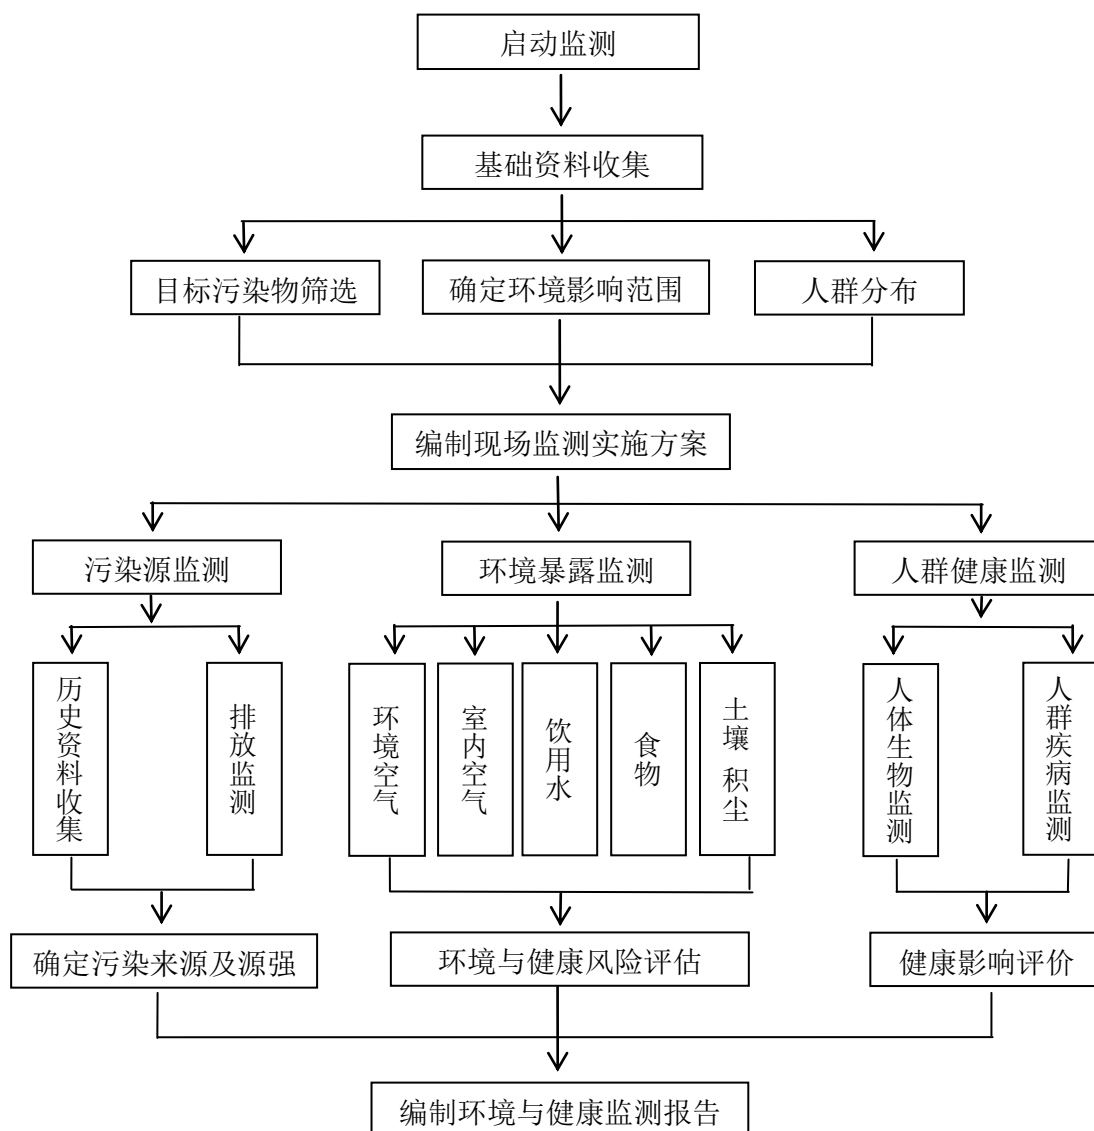 启动监测
基础资料收集
目标污染物筛选
确定环境影响范围
人群分布
编制现场监测实施方案
污染源监测
环境暴露监测
人群健康监测
历史资料收集
排放监测
环境空气
室内空气
饮用水
食物
土壤 积尘
人体生物监测
人群疾病监测
确定污染来源及源强
环境与健康风险评估
健康影响评价
编制环境与健康监测报告